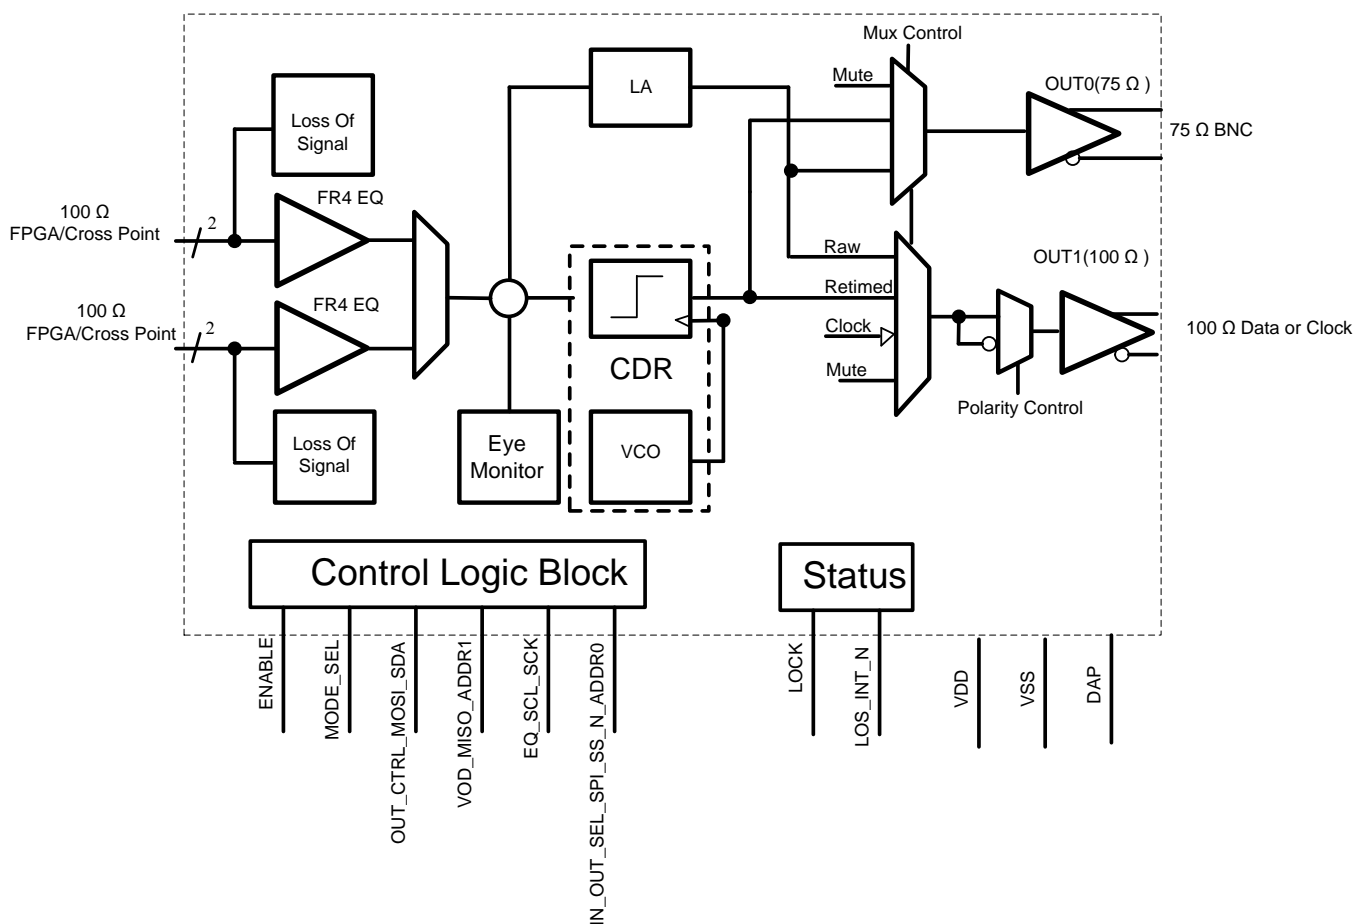 Mux Control
Mute
LA
OUT0(75 Ω )
75 Ω BNC
Loss Of
Signal
FR4 EQ
100 Ω
FPGA/Cross Point
2
Raw
OUT1(100 Ω )
Retimed
FR4 EQ
100 Ω
FPGA/Cross Point
2
Clock
100 Ω Data or Clock
CDR
Mute
Polarity Control
Loss Of
Signal
Eye
Monitor
VCO
Control Logic Block
Status
ENABLE
MODE_SEL
OUT_CTRL_MOSI_SDA
VOD_MISO_ADDR1
EQ_SCL_SCK
IN_OUT_SEL_SPI_SS_N_ADDR0
LOCK
LOS_INT_N
VDD
VSS
DAP